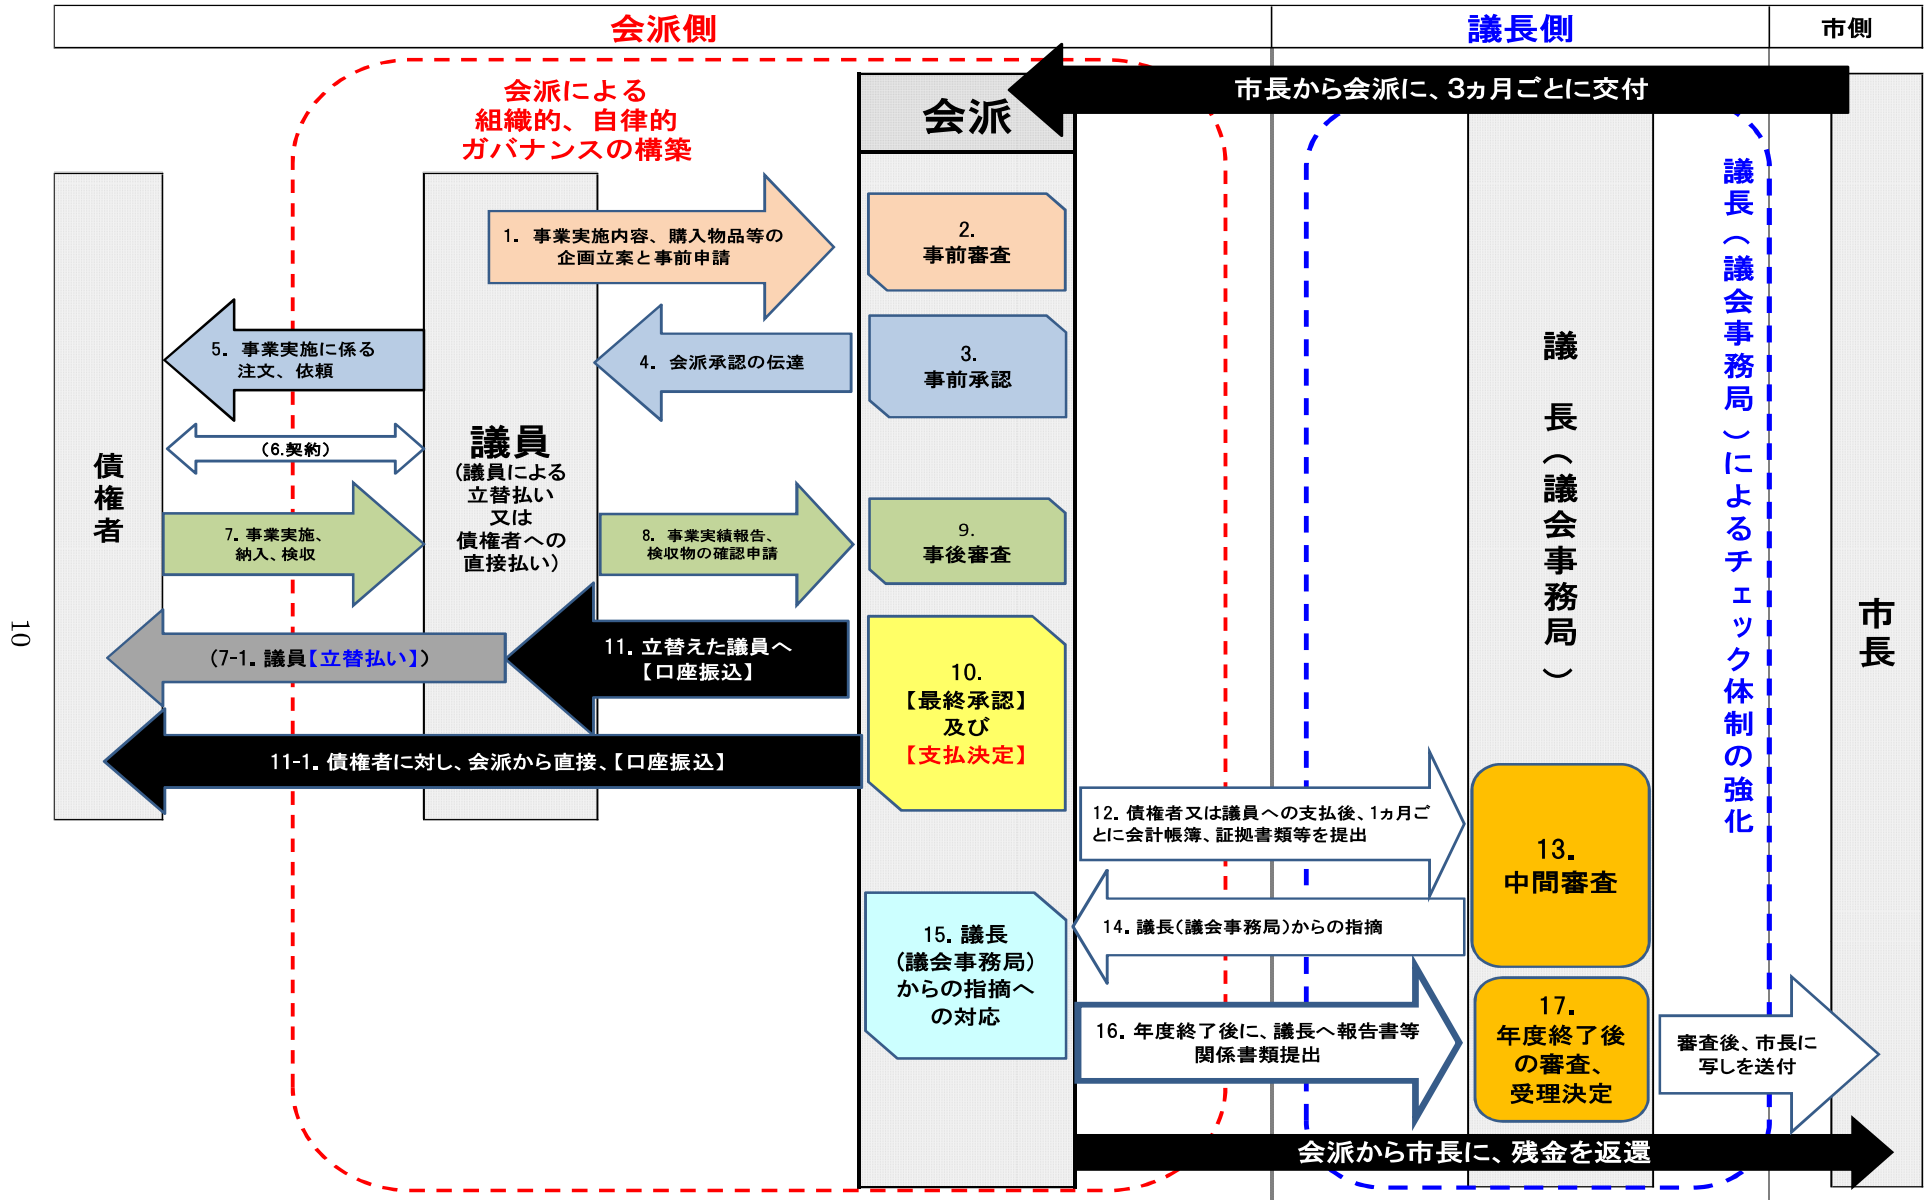 会派側
議長側
市側
市長から会派に、3ヵ月ごとに交付
会派による
組織的、自律的
ガバナンスの構築
会派
1. 事業実施内容、購入物品等の
企画立案と事前申請
2.
事前審査
3.
事前承認
4. 会派承認の伝達
5. 事業実施に係る
注文、依頼
(6.契約)
債権者
議員
(議員による
立替払い
又は
債権者への
直接払い)
7. 事業実施、
納入、検収
8. 事業実績報告、
検収物の確認申請
9.
事後審査
(7-1. 議員【立替払い】)
11. 立替えた議員へ
【口座振込】
10.
【最終承認】
及び
【支払決定】
11-1. 債権者に対し、会派から直接、【口座振込】
議長(議会事務局)
議長(議会事務局)によるチェック体制の強化
市長
12. 債権者又は議員への支払後、1ヵ月ご
とに会計帳簿、証拠書類等を提出
13.
中間審査
14. 議長(議会事務局)からの指摘
15. 議長
(議会事務局)
からの指摘へ
の対応
16. 年度終了後に、議長へ報告書等
関係書類提出
17.
年度終了後
の審査、
受理決定
審査後、市長に
写しを送付
会派から市長に、残金を返還
10